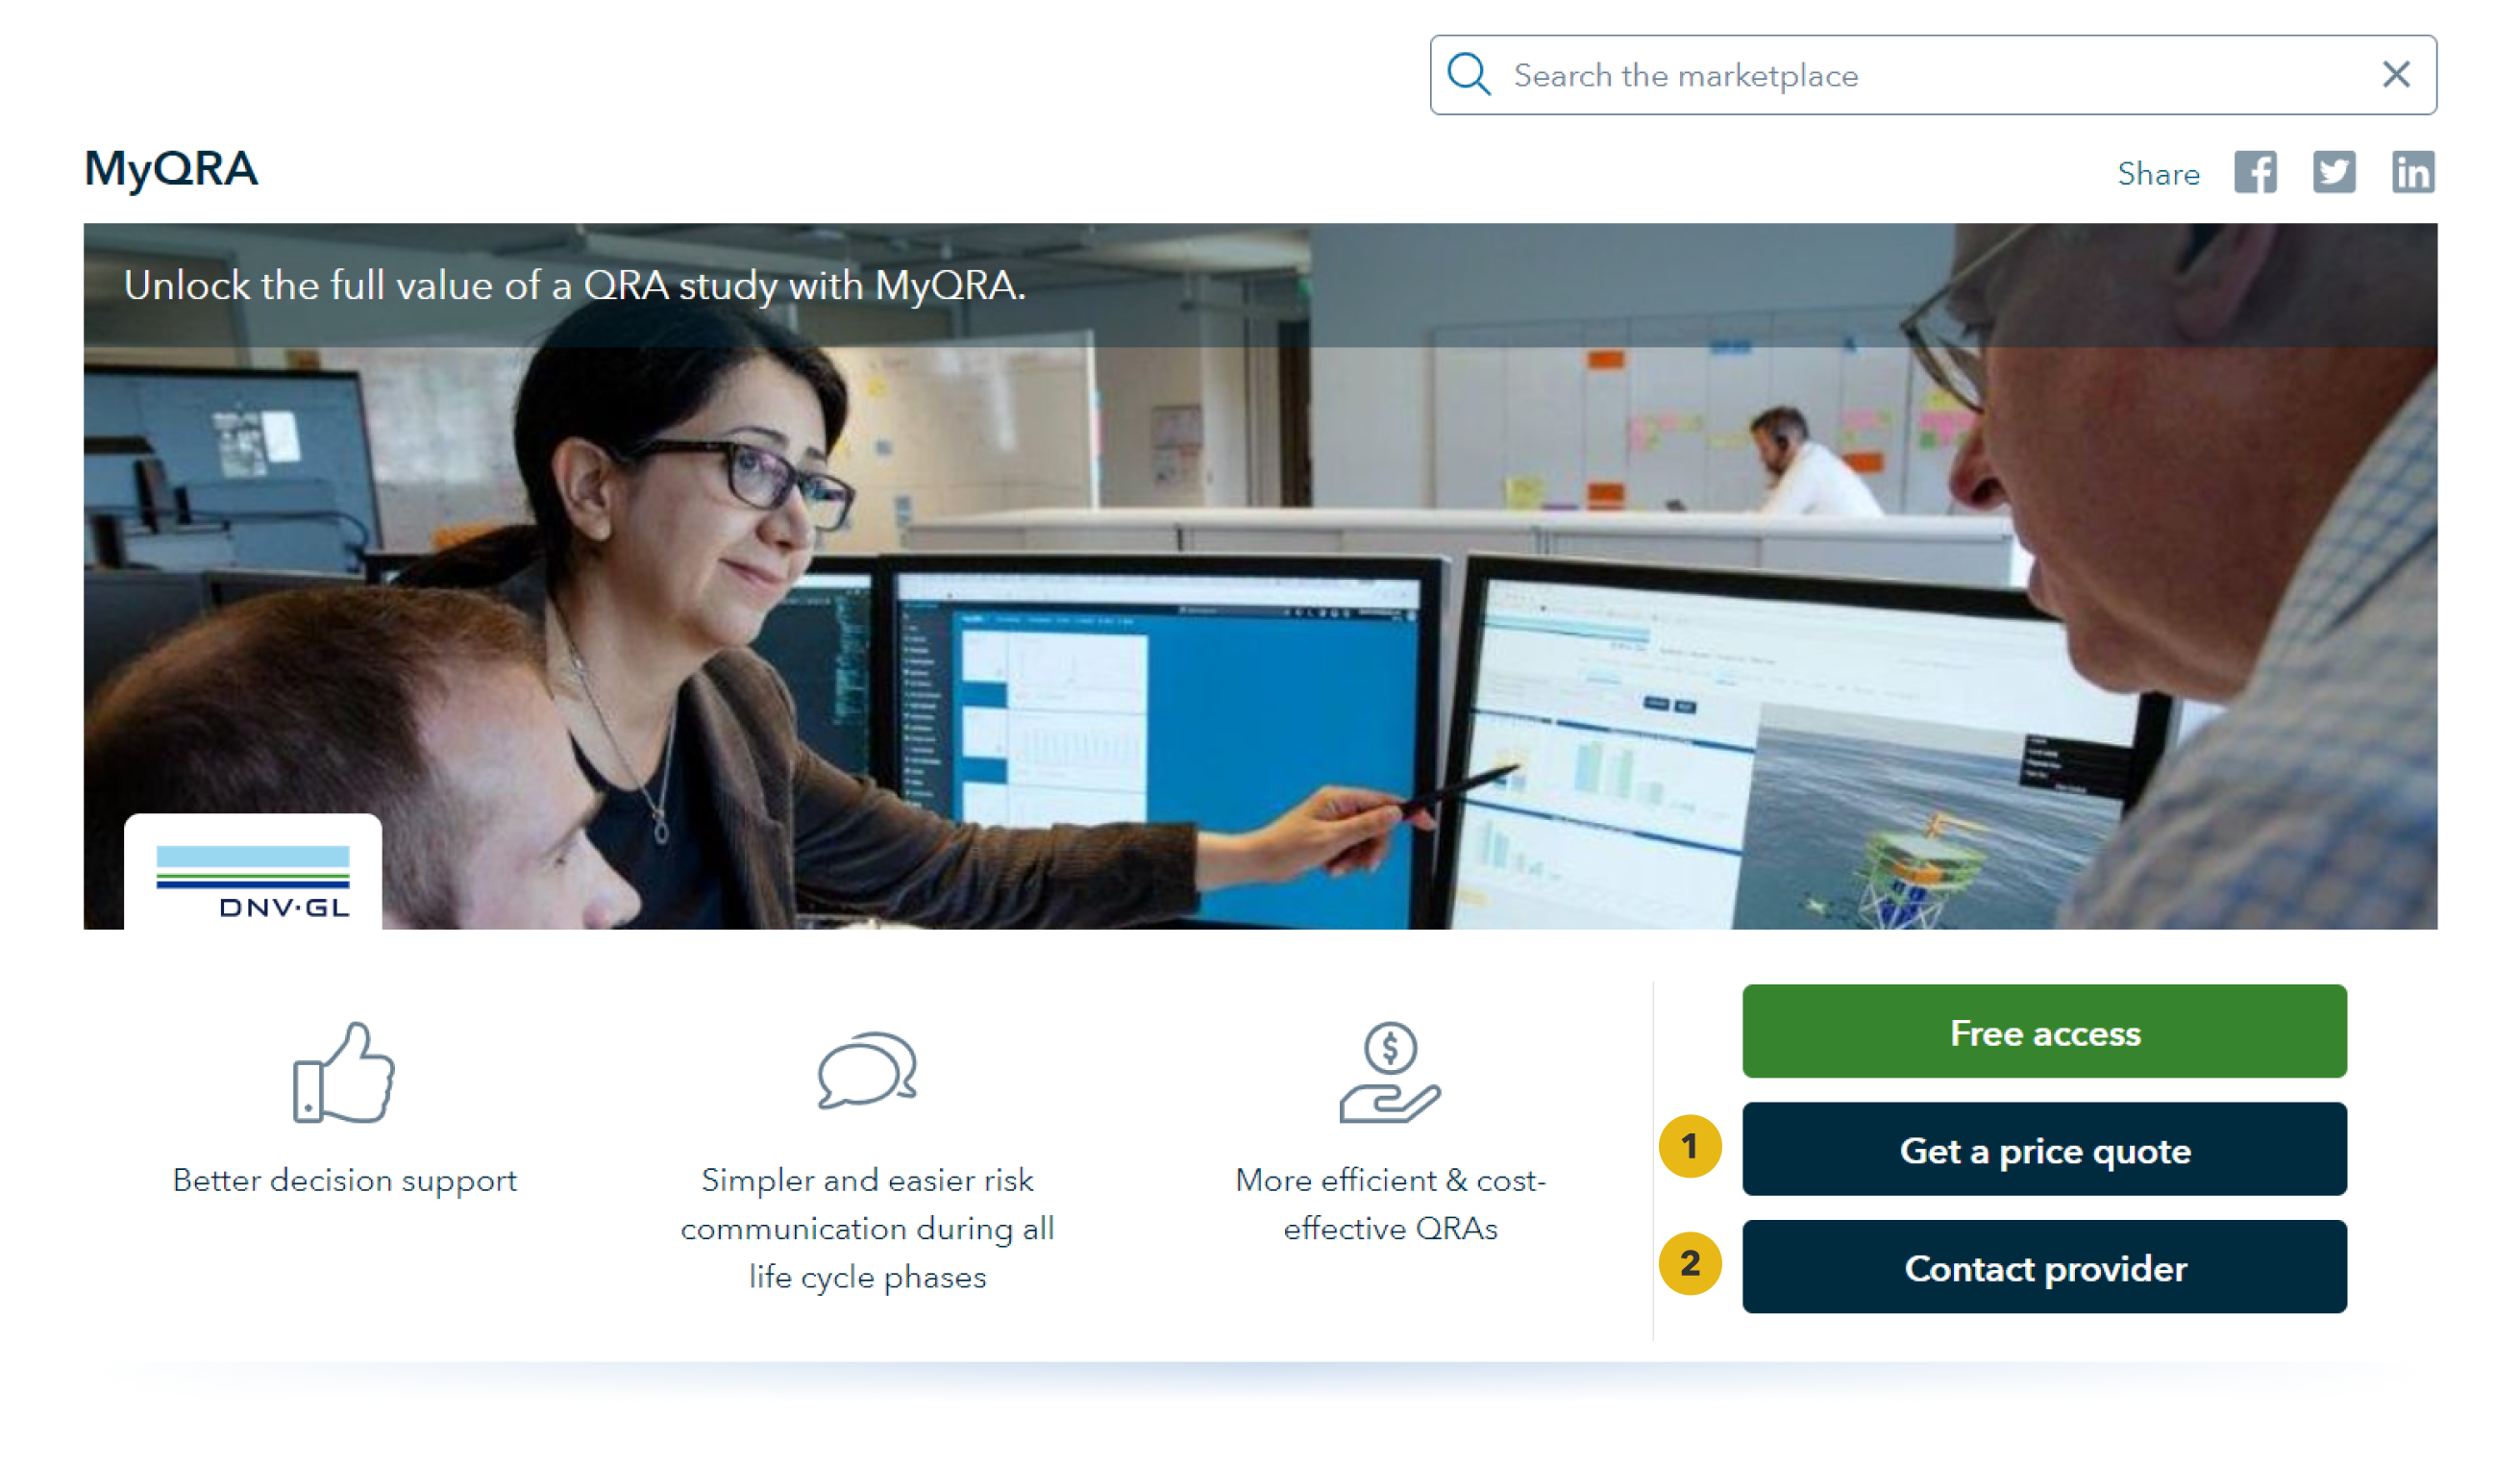 Search the marketplace
MyQRA
Share
Unlock the full value of a QRA study with MyQRA.
DNV·GL
Better decision support
Simpler and easier risk
communication during all
life cycle phases
More efficient & cost-
effective QRAs
Free access
1
Get a price quote
2
Contact provider